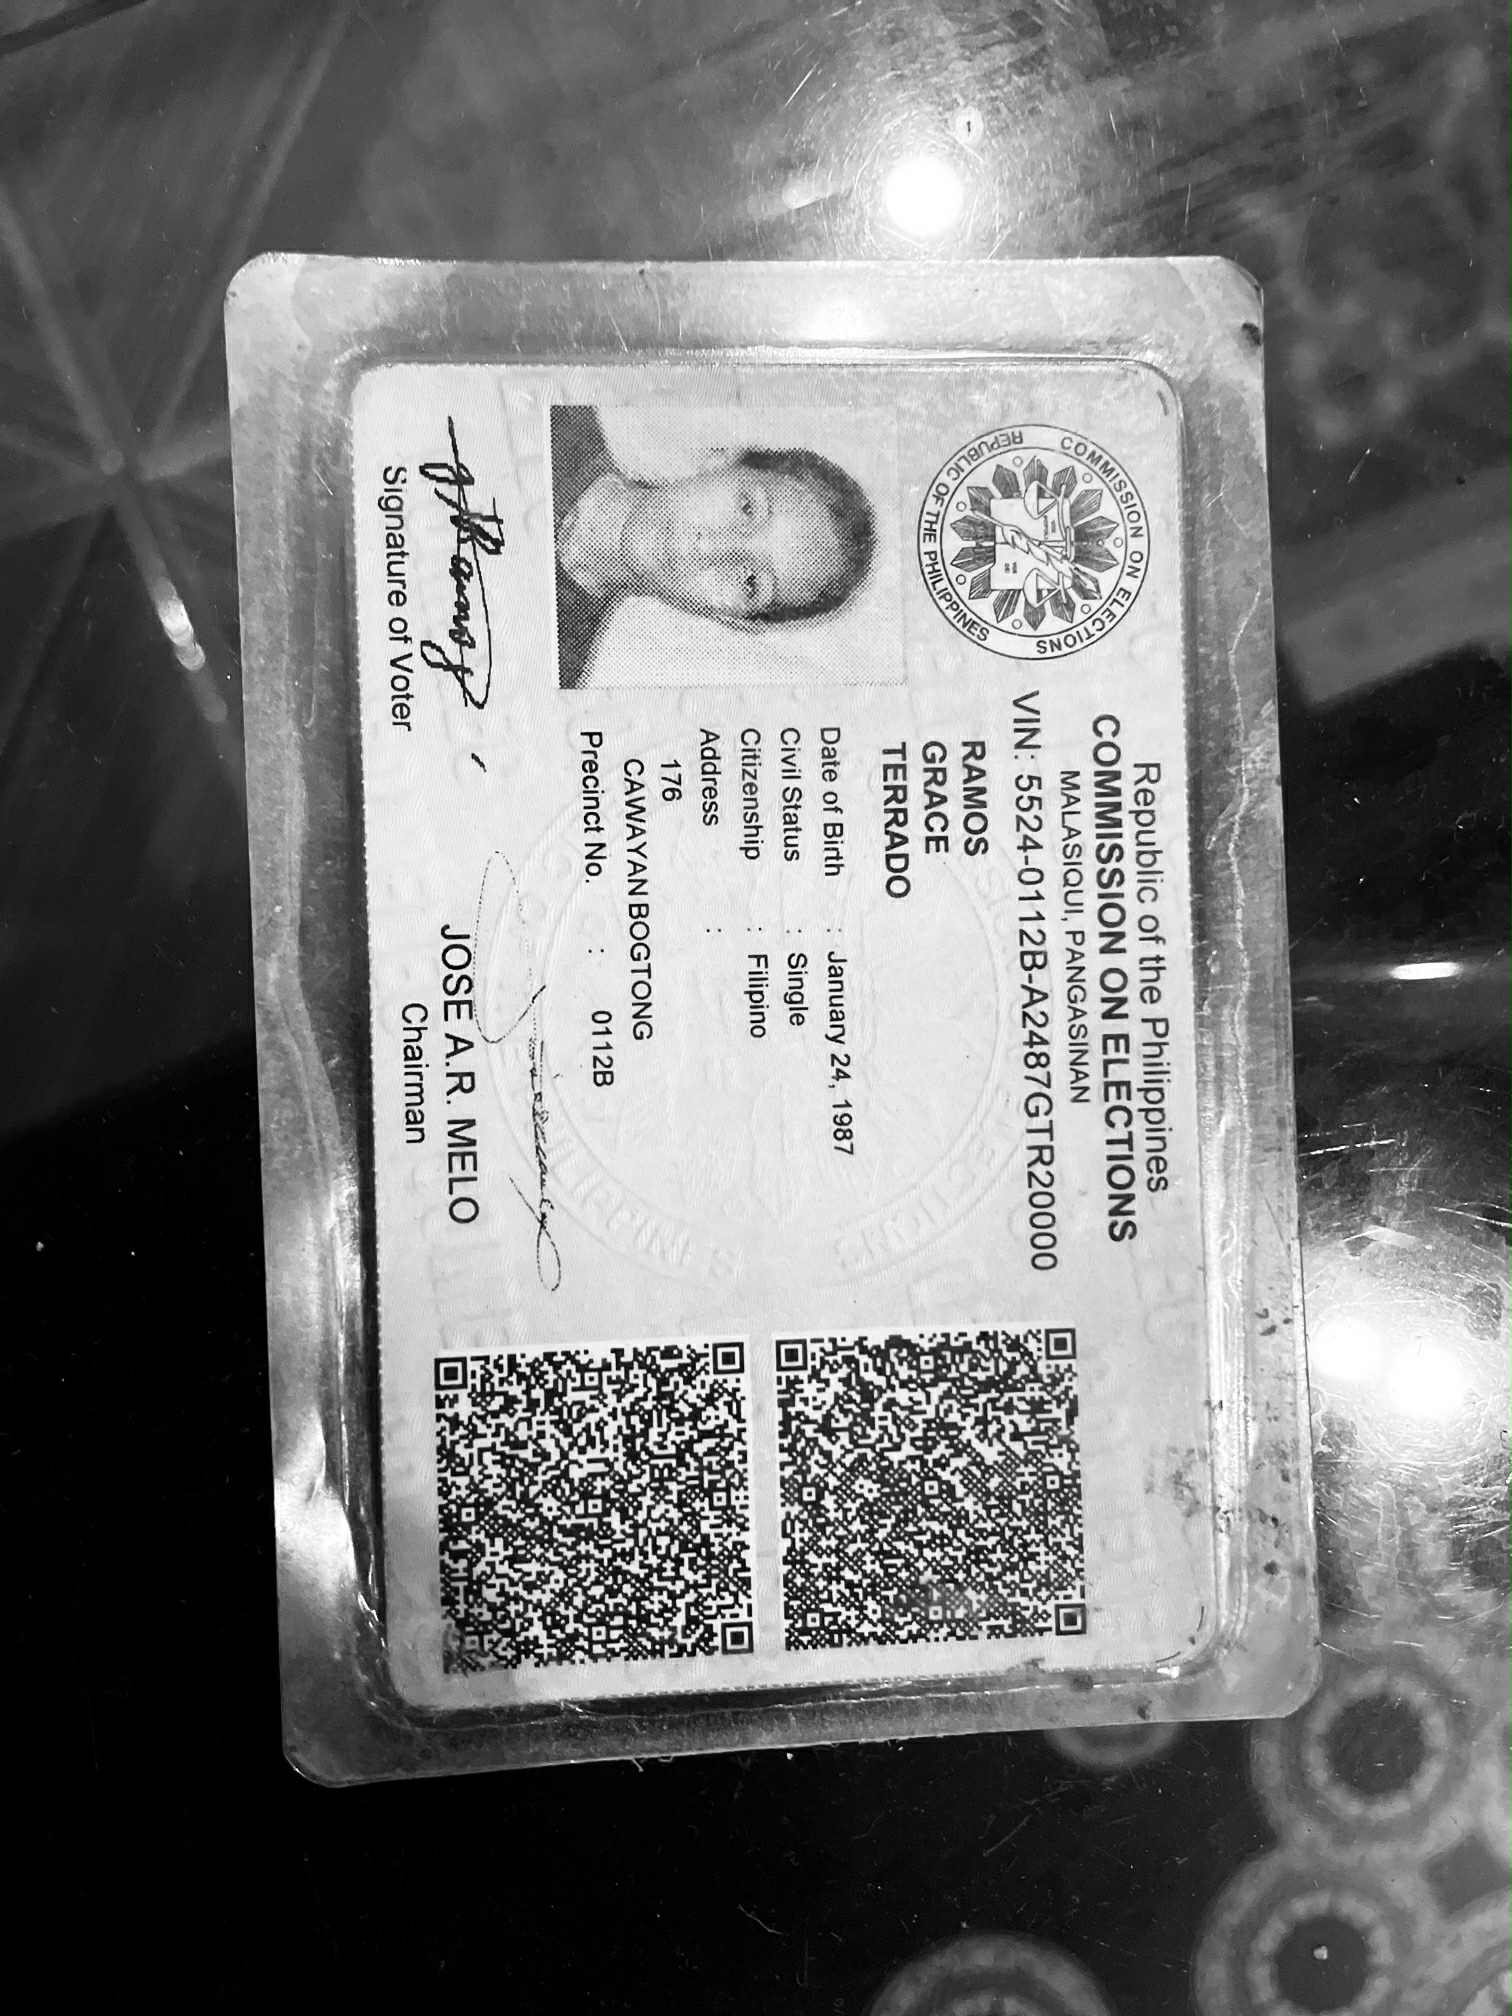 COMMISSION ON ELECTIONS
REPUBLIC OF THE PHILIPPINES
Republic of the Philippines
COMMISSION ON ELECTIONS
MALASIQUI, PANGASINAN
VIN: 5524-0112B-A2487GTR20000
RAMOS
GRACE
TERRADO
Date of Birth : January 24, 1987
Civil Status : Single
Citizenship : Filipino
Address :
176
CAWAYAN BOGTONG
Precinct No. : 0112B
Signature of Voter
JOSE A.R. MELO
Chairman